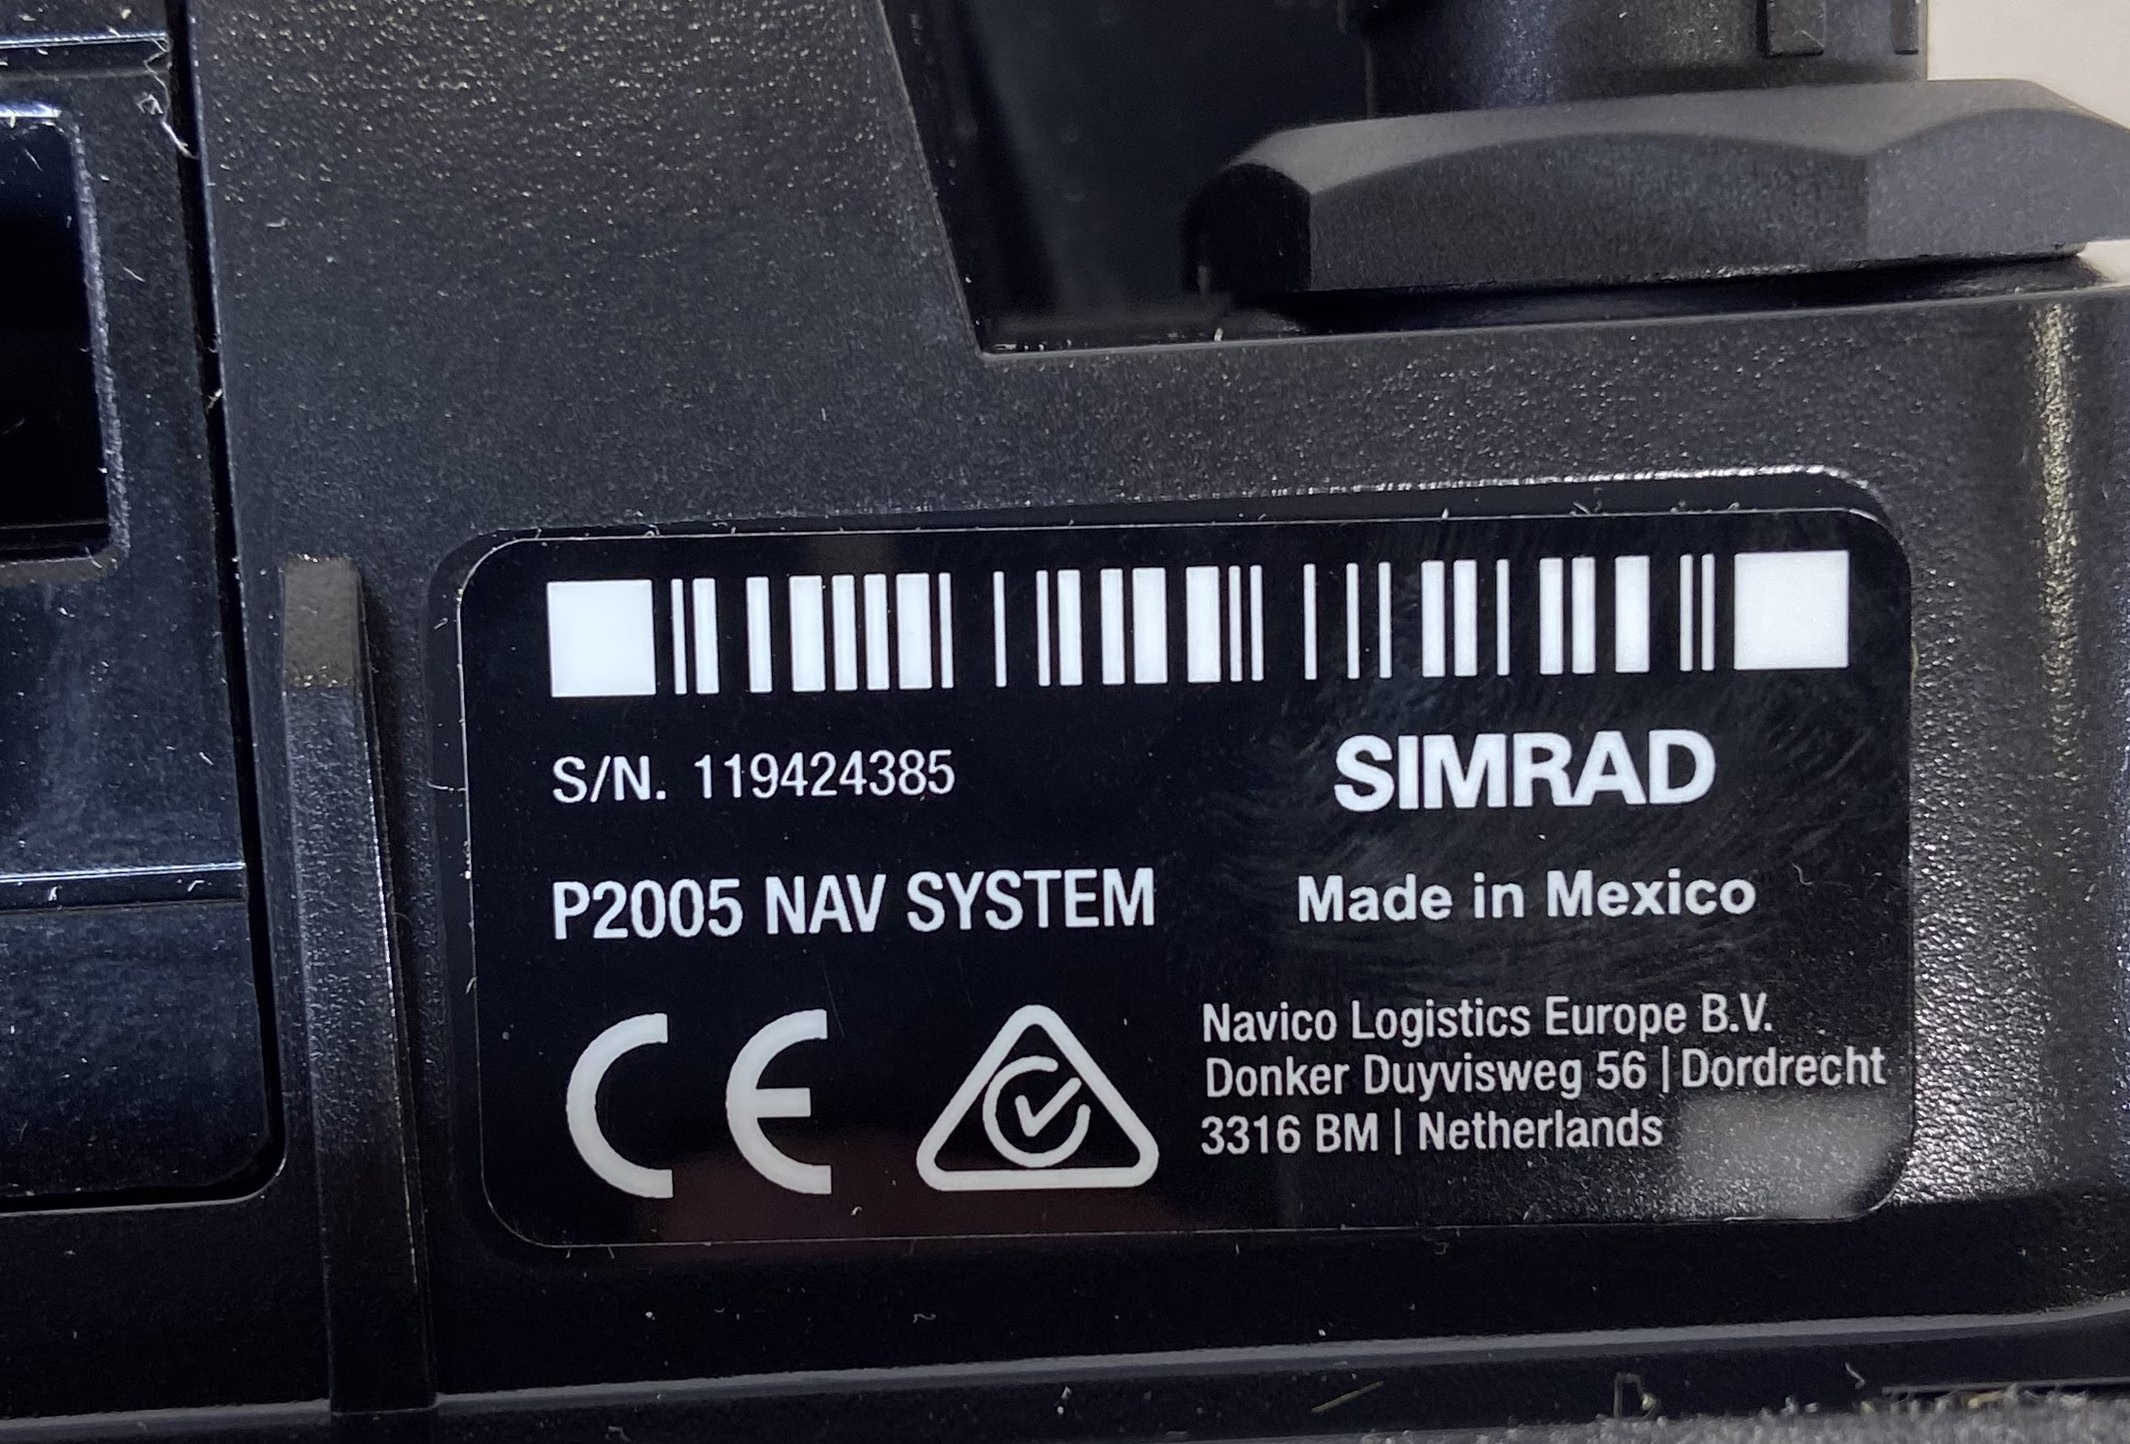 S/N. 119424385
SIMRAD
P2005 NAV SYSTEM
Made in Mexico
CE
Navico Logistics Europe B.V.
Donker Duyvisweg 56 | Dordrecht
3316 BM | Netherlands